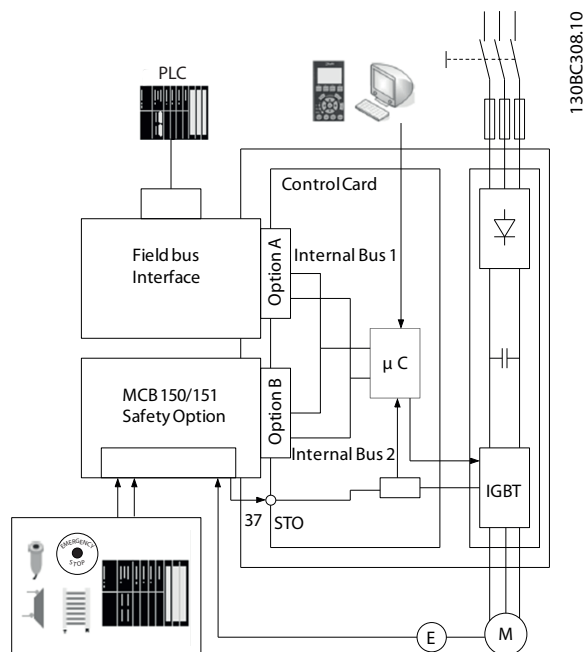 130BC308.10
PLC
Control Card
Field bus
Interface
Option A
Internal Bus 1
µ C
MCB 150/151
Safety Option
Option B
Internal Bus 2
IGBT
37
STO
EMERGENCY
STOP
E
M